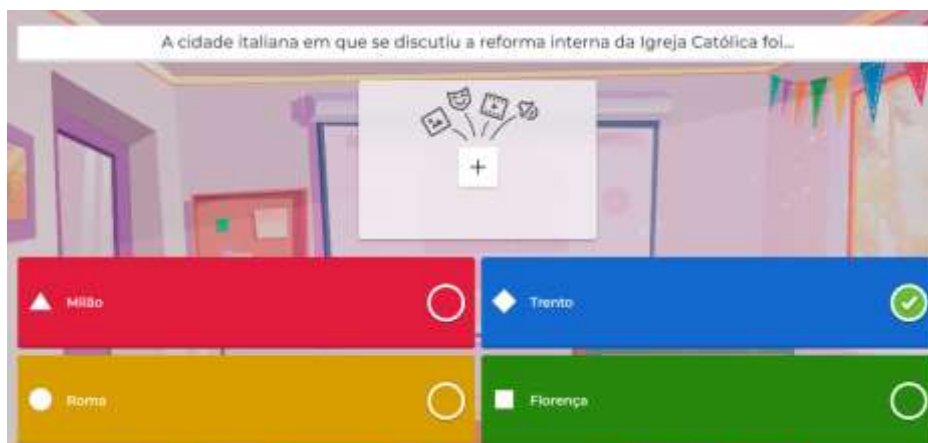 A cidade italiana em que se discutiu a reforma interna da Igreja Católica foi...
Milão
Trento
Roma
Florença